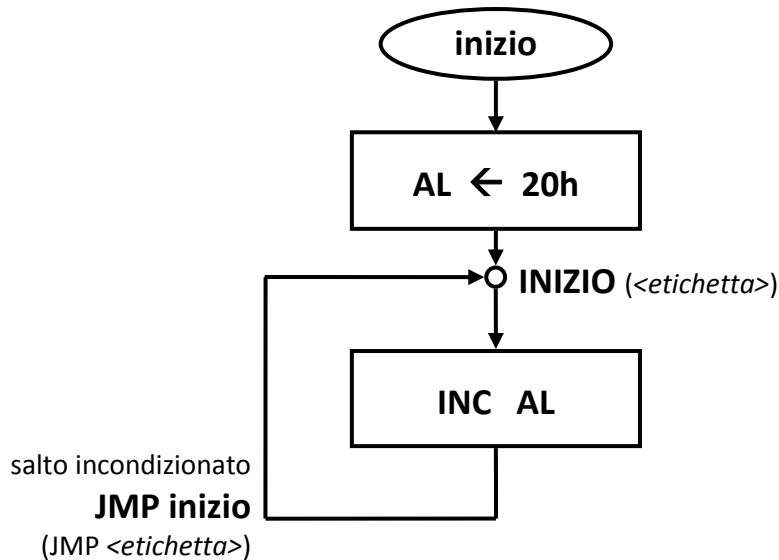 inizio
AL ← 20h
INIZIO (<etichetta>)
INC AL
salto incondizionato
JMP inizio
(JMP <etichetta>)